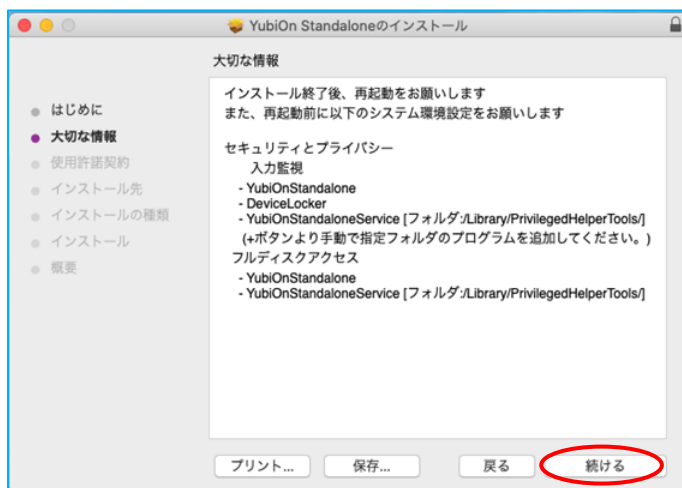 YubiOn Standaloneのインストール
大切な情報
はじめに
大切な情報
使用許諾契約
インストール先
インストールの種類
インストール
概要
インストール終了後、再起動をお願いします
また、再起動前に以下のシステム環境設定をお願いします
セキュリティとプライバシー
入力監視
- YubiOnStandalone
- DeviceLocker
- YubiOnStandaloneService [フォルダ:/Library/PrivilegedHelperTools/]
(+ボタンより手動で指定フォルダのプログラムを追加してください。)
フルディスクアクセス
- YubiOnStandalone
- YubiOnStandaloneService [フォルダ:/Library/PrivilegedHelperTools/]
プリント... 保存... 戻る 続ける